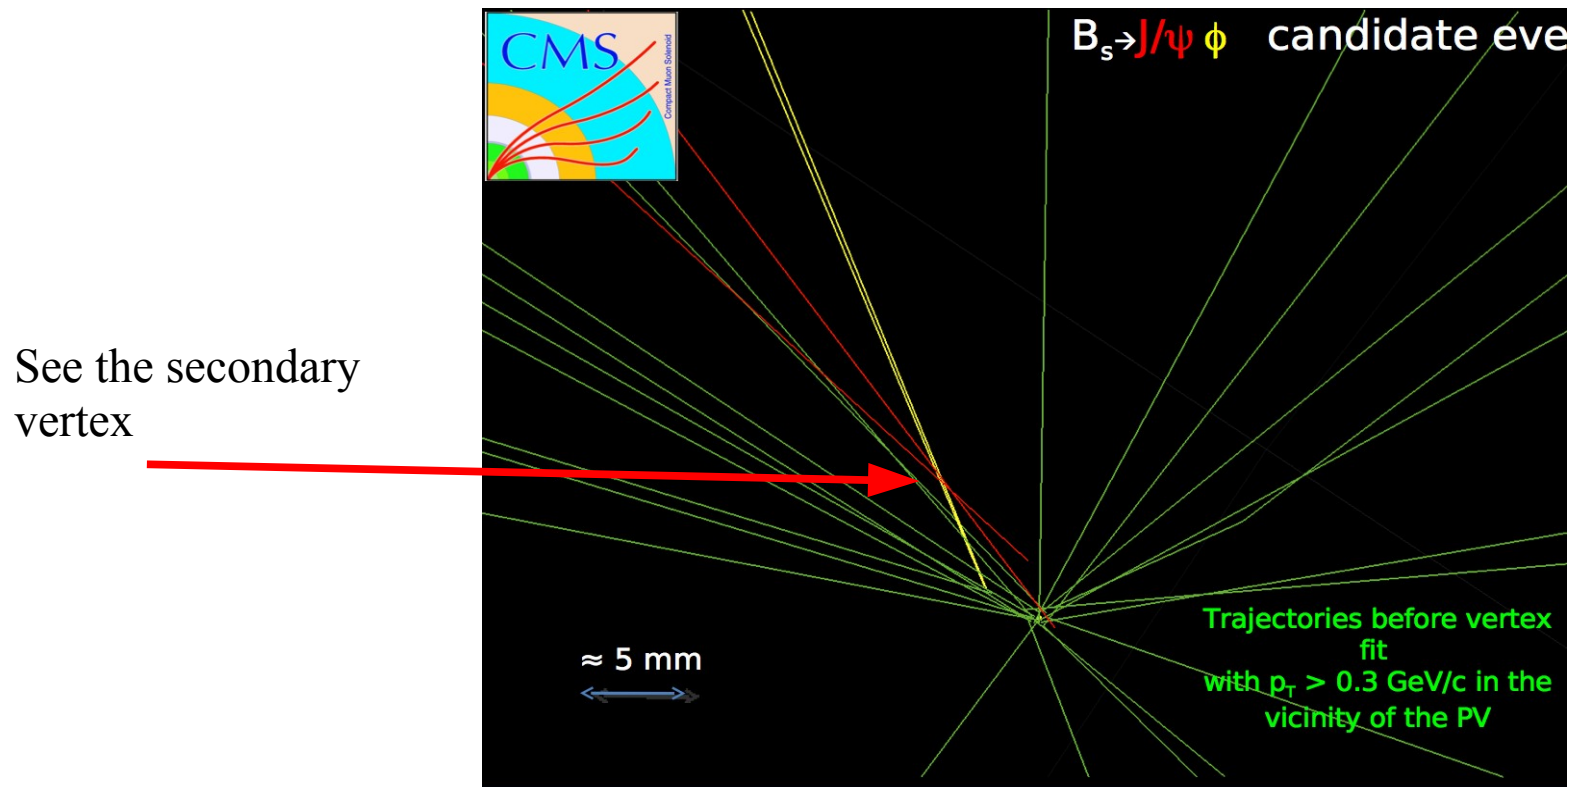 CMS
Compact Muon Solenoid
Bₛ→J/ψ ϕ candidate eve
See the secondary
vertex
≈ 5 mm
Trajectories before vertex
fit
with p_T > 0.3 GeV/c in the
vicinity of the PV